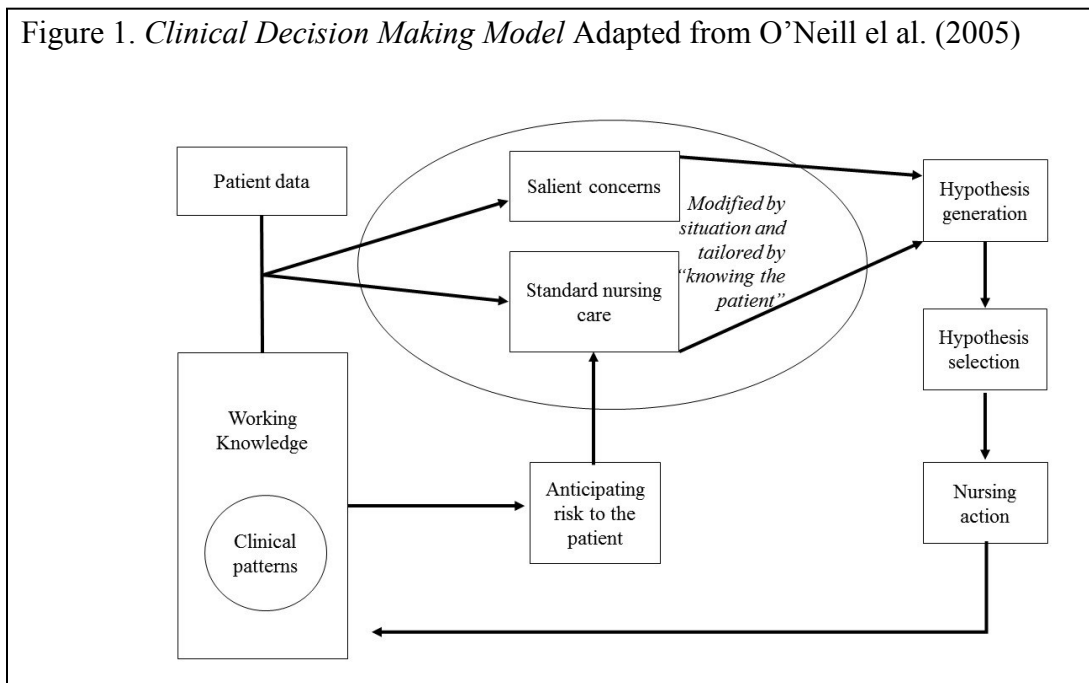 Figure 1. Clinical Decision Making Model Adapted from O’Neill el al. (2005)
Patient data
Salient concerns
Modified by
situation and
tailored by
“knowing the
patient”
Standard nursing
care
Hypothesis
generation
Hypothesis
selection
Working
Knowledge
Clinical
patterns
Anticipating
risk to the
patient
Nursing
action